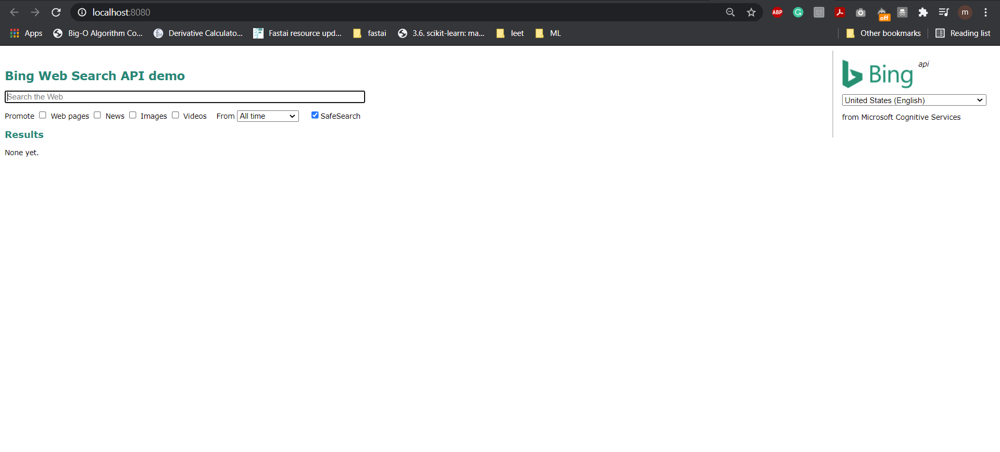 localhost:8080
ABP
off
m
Apps
Big-O Algorithm Co...
Derivative Calculato...
Fastai resource upd...
fastai
3.6. scikit-learn: ma...
leet
ML
Other bookmarks
Reading list
Bing Web Search API demo
Search the Web
Promote Web pages News Images Videos From All time SafeSearch
Results
None yet.
Bing api
United States (English)
from Microsoft Cognitive Services